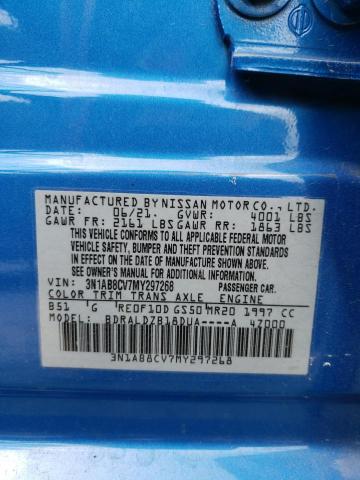 MANUFACTURED BY NISSAN MOTOR CO., LTD.
DATE: 06/21. GVWR: 4001 LBS
GAWR FR: 2161 LBS GAWR RR: 1863 LBS
THIS VEHICLE CONFORMS TO ALL APPLICABLE FEDERAL MOTOR
VEHICLE SAFETY, BUMPER AND THEFT PREVENTION STANDARDS
IN EFFECT ON THE DATE OF MANUFACTURE SHOWN ABOVE.
SEE OWNER'S MANUAL FOR ADDITIONAL INFORMATION
VIN: 3N1AB8CV7MY297268 PASSENGER CAR.
COLOR TRIM TRANS AXLE ENGINE
B51 'G RE0F10D GS50 MR20 1997 CC
MODEL: BDRALDZB18DUA----A 4Z000
3N1AB8CV7MY297268